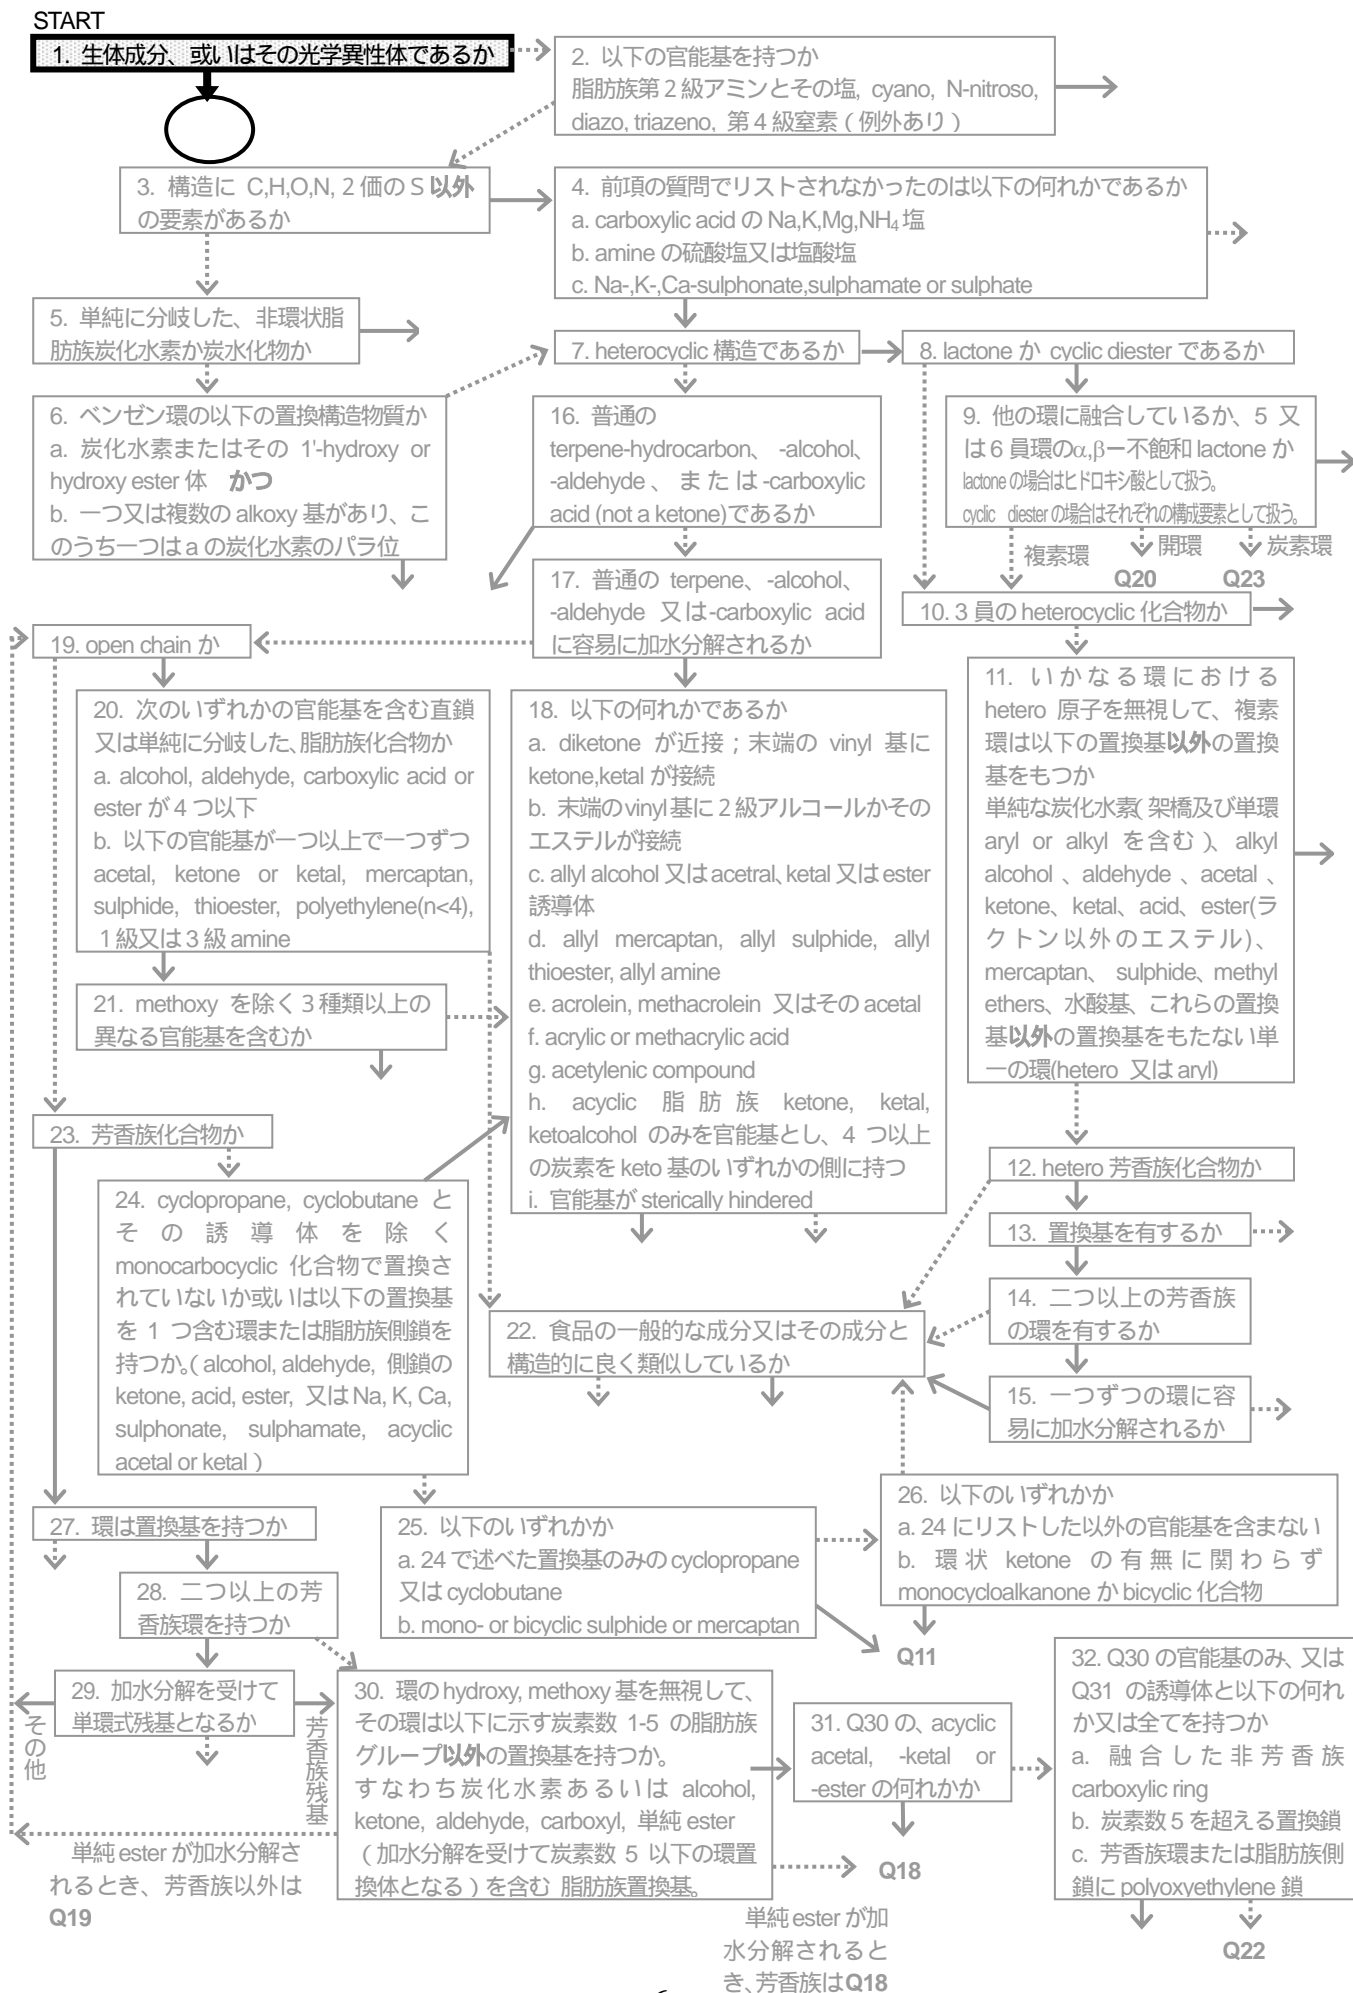 START
1. 生体成分、或いはその光学異性体であるか
2. 以下の官能基を持つか
脂肪族第2級アミンとその塩, cyano, N-nitroso,
diazo, triazeno, 第4級窒素（例外あり）
3. 構造に C,H,O,N, 2価のS以外
の要素があるか
4. 前項の質問でリストされなかったのは以下の何れかであるか
a. carboxylic acid の Na,K,Mg,NH4 塩
b. amine の硫酸塩又は塩酸塩
c. Na-,K-,Ca-sulphonate,sulphamate or sulphate
5. 単純に分岐した、非環状脂
肪族炭化水素か炭水化物か
7. heterocyclic 構造であるか
8. lactone か cyclic diester であるか
6. ベンゼン環の以下の置換構造物質か
a. 炭化水素またはその 1'-hydroxy or
hydroxy ester 体 かつ
b. 一つ又は複数の alkoxy 基があり、こ
のうち一つは a の炭化水素のパラ位
16. 普通の
terpene-hydrocarbon、 -alcohol、
-aldehyde 、または-carboxylic
acid (not a ketone)であるか
9. 他の環に融合しているか、5 又
は 6 員環のα,βー不飽和 lactone か
lactoneの場合はヒドロキシ酸として扱う。
cyclic diesterの場合はそれぞれの構成要素として扱う。
複素環
開環
炭素環
Q20
Q23
17. 普通の terpene、-alcohol、
-aldehyde 又は-carboxylic acid
に容易に加水分解されるか
10. 3 員の heterocyclic 化合物か
19. open chain か
20. 次のいずれかの官能基を含む直鎖
又は単純に分岐した、脂肪族化合物か
a. alcohol, aldehyde, carboxylic acid or
ester が 4 つ以下
b. 以下の官能基が一つ以上で一つずつ
acetal, ketone or ketal, mercaptan,
sulphide, thioester, polyethylene(n<4),
1級又は3級 amine
18. 以下の何れかであるか
a. diketone が近接；末端の vinyl 基に
ketone,ketal が接続
b. 末端のvinyl基に2級アルコールかその
エステルが接続
c. allyl alcohol 又は acetral, ketal 又は ester
誘導体
d. allyl mercaptan, allyl sulphide, allyl
thioester, allyl amine
e. acrolein, methacrolein 又はその acetal
f. acrylic or methacrylic acid
g. acetylenic compound
h. acyclic 脂肪族 ketone, ketal,
ketoalcohol のみを官能基とし、4 つ以上
の炭素を keto 基のいずれかの側に持つ
i. 官能基が sterically hindered
11. いかなる環における
hetero 原子を無視して、複素
環は以下の置換基以外の置換
基をもつか
単純な炭化水素(架橋及び単環
aryl or alkyl を含む)、alkyl
alcohol 、aldehyde 、acetal 、
ketone、ketal、acid、ester(ラ
クトン以外のエステル)、
mercaptan、 sulphide、methyl
ethers、水酸基、これらの置換
基以外の置換基をもたない単
一の環(hetero 又は aryl)
21. methoxy を除く3種類以上の
異なる官能基を含むか
23. 芳香族化合物か
12. hetero 芳香族化合物か
24. cyclopropane, cyclobutane と
その誘導体を除く
monocarbocyclic 化合物で置換さ
れていないか或いは以下の置換基
を 1 つ含む環または脂肪族側鎖を
持つか。( alcohol, aldehyde, 側鎖の
ketone, acid, ester, 又は Na, K, Ca,
sulphonate, sulphamate, acyclic
acetal or ketal )
13. 置換基を有するか
14. 二つ以上の芳香族
の環を有するか
22. 食品の一般的な成分又はその成分と
構造的に良く類似しているか
15. 一つずつの環に容
易に加水分解されるか
27. 環は置換基を持つか
25. 以下のいずれかか
a. 24 で述べた置換基のみの cyclopropane
又は cyclobutane
b. mono- or bicyclic sulphide or mercaptan
26. 以下のいずれかか
a. 24 にリストした以外の官能基を含まない
b. 環状 ketone の有無に関わらず
monocycloalkanone か bicyclic 化合物
Q11
28. 二つ以上の芳
香族環を持つか
29. 加水分解を受けて
単環式残基となるか
その他
芳香族残基
30. 環の hydroxy, methoxy 基を無視して、
その環は以下に示す炭素数 1-5 の脂肪族
グループ以外の置換基を持つか。
すなわち炭化水素あるいは alcohol,
ketone, aldehyde, carboxyl, 単純 ester
（加水分解を受けて炭素数 5 以下の環置
換体となる）を含む 脂肪族置換基。
31. Q30 の、acyclic
acetal, -ketal or
-ester の何れかか
32. Q30 の官能基のみ、又は
Q31 の誘導体と以下の何れ
か又は全てを持つか
a. 融合した非芳香族
carboxylic ring
b. 炭素数 5 を超える置換鎖
c. 芳香族環または脂肪族側
鎖に polyoxyethylene 鎖
Q18
Q22
単純 ester が加水分解さ
れるとき、芳香族以外は
Q19
単純 ester が加
水分解されると
き、芳香族はQ18